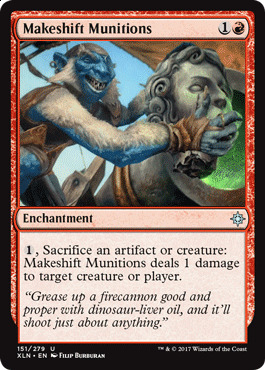 Makeshift Munitions 1
Enchantment
1, Sacrifice an artifact or creature:
Makeshift Munitions deals 1 damage
to target creature or player.
“Grease up a firecannon good and
proper with dinosaur-liver oil, and it’ll
shoot just about anything.”
151/279 U
XLN • EN Filip Burburan
™ & © 2017 Wizards of the Coast